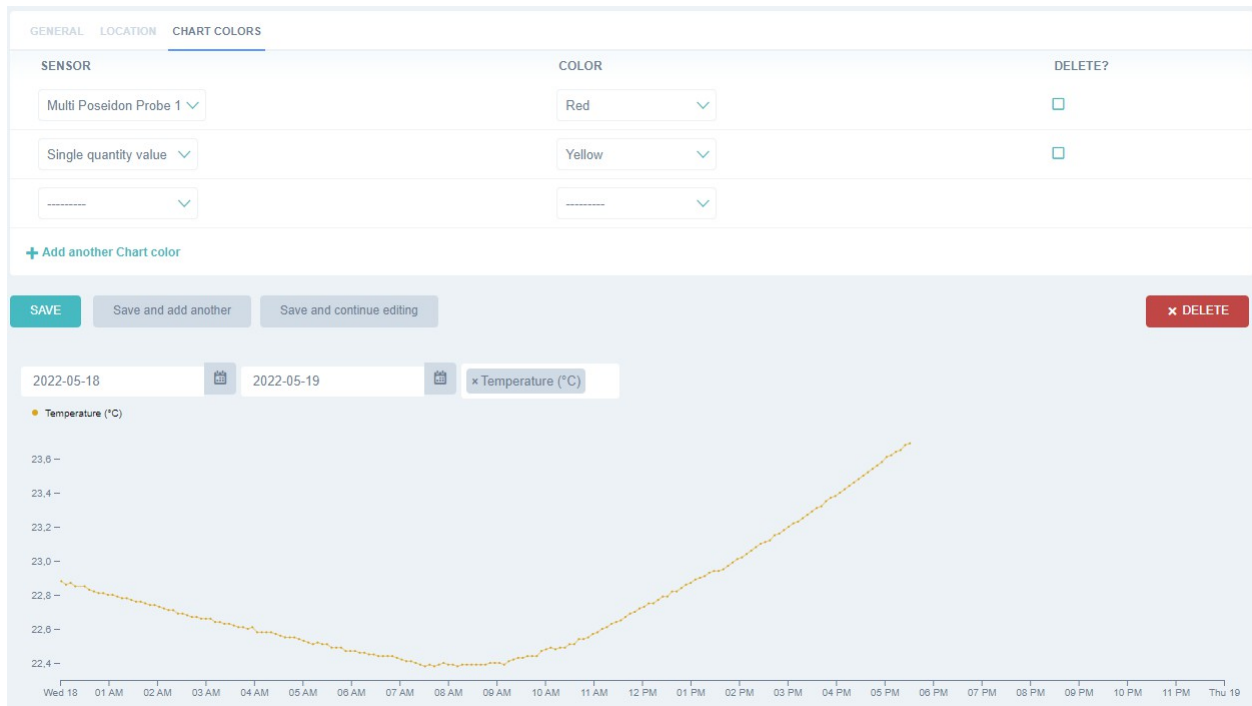 GENERAL LOCATION CHART COLORS
SENSOR COLOR DELETE?
Multi Poseidon Probe 1 Red
Single quantity value Yellow
--------- ---------
Add another Chart color
SAVE Save and add another Save and continue editing × DELETE
2022-05-18 2022-05-19 × Temperature (°C)
Temperature (°C)
23,6
23,4
23,2
23,0
22,8
22,6
22,4
Wed 18 01 AM 02 AM 03 AM 04 AM 05 AM 06 AM 07 AM 08 AM 09 AM 10 AM 11 AM 12 PM 01 PM 02 PM 03 PM 04 PM 05 PM 06 PM 07 PM 08 PM 09 PM 10 PM 11 PM Thu 19